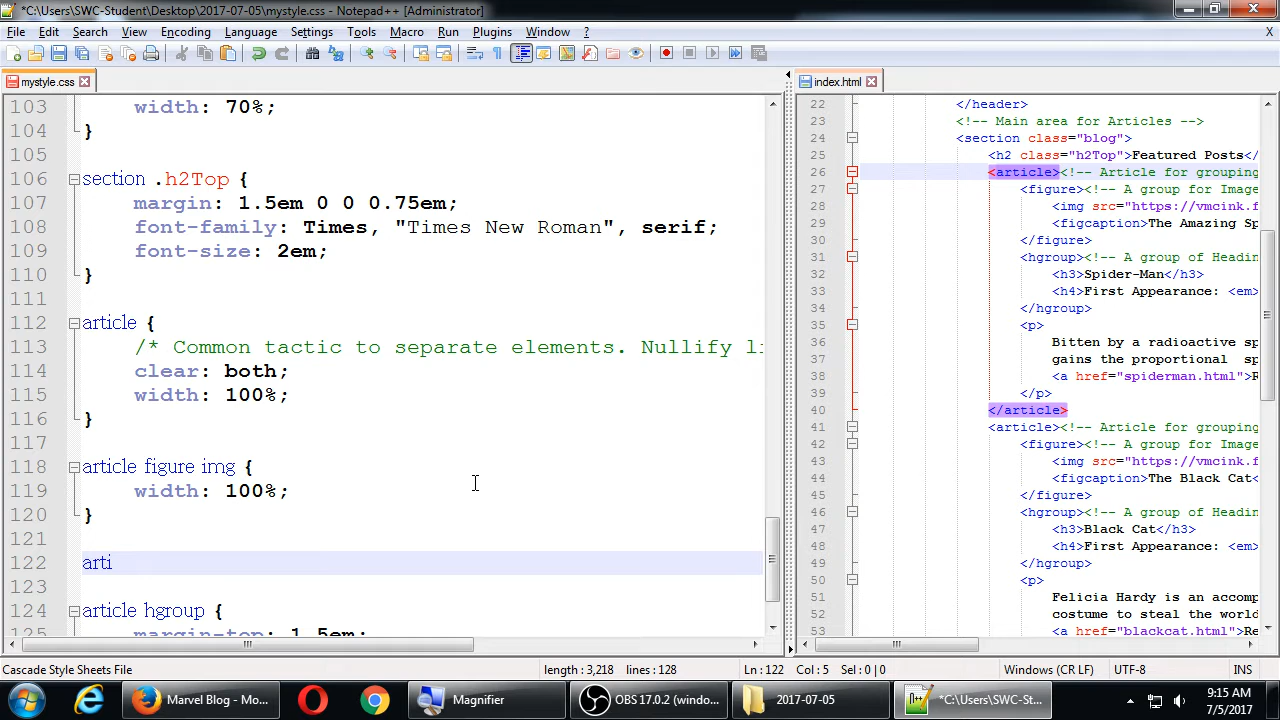 *C:\Users\SWC-Student\Desktop\2017-07-05\mystyle.css - Notepad++ [Administrator]
File Edit Search View Encoding Language Settings Tools Macro Run Plugins Window ? X
mystyle.css
103 width: 70%;
104 }
105
106 section .h2Top {
107 margin: 1.5em 0 0 0.75em;
108 font-family: Times, "Times New Roman", serif;
109 font-size: 2em;
110 }
111
112 article {
113 /* Common tactic to separate elements. Nullify li
114 clear: both;
115 width: 100%;
116 }
117
118 article figure img {
119 width: 100%;
120 }
121
122 arti
123
124 article hgroup {
125 margin-top: 1.5em;
index.html
22 </header>
23 <!-- Main area for Articles -->
24 <section class="blog">
25 <h2 class="h2Top">Featured Posts</
26 <article><!-- Article for grouping
27 <figure><!-- A group for Image
28 <img src="https://vmcink.f
29 <figcaption>The Amazing Sp
30 </figure>
31 <hgroup><!-- A group of Heading
32 <h3>Spider-Man</h3>
33 <h4>First Appearance: <em>
34 </hgroup>
35 <p>
36 Bitten by a radioactive sp
37 gains the proportional sp
38 <a href="spiderman.html">R
39 </p>
40 </article>
41 <article><!-- Article for grouping
42 <figure><!-- A group for Image
43 <img src="https://vmcink.f
44 <figcaption>The Black Cat<
45 </figure>
46 <hgroup><!-- A group of Heading
47 <h3>Black Cat</h3>
48 <h4>First Appearance: <em>
49 </hgroup>
50 <p>
51 Felicia Hardy is an accomp
52 costume to steal the world
53 <a href="blackcat.html">Re
Cascade Style Sheets File length : 3,218 lines : 128 Ln : 122 Col : 5 Sel : 0 | 0 Windows (CR LF) UTF-8 INS
Marvel Blog - Moz... Magnifier OBS 17.0.2 (windo... 2017-07-05 *C:\Users\SWC-St... 9:15 AM
7/5/2017